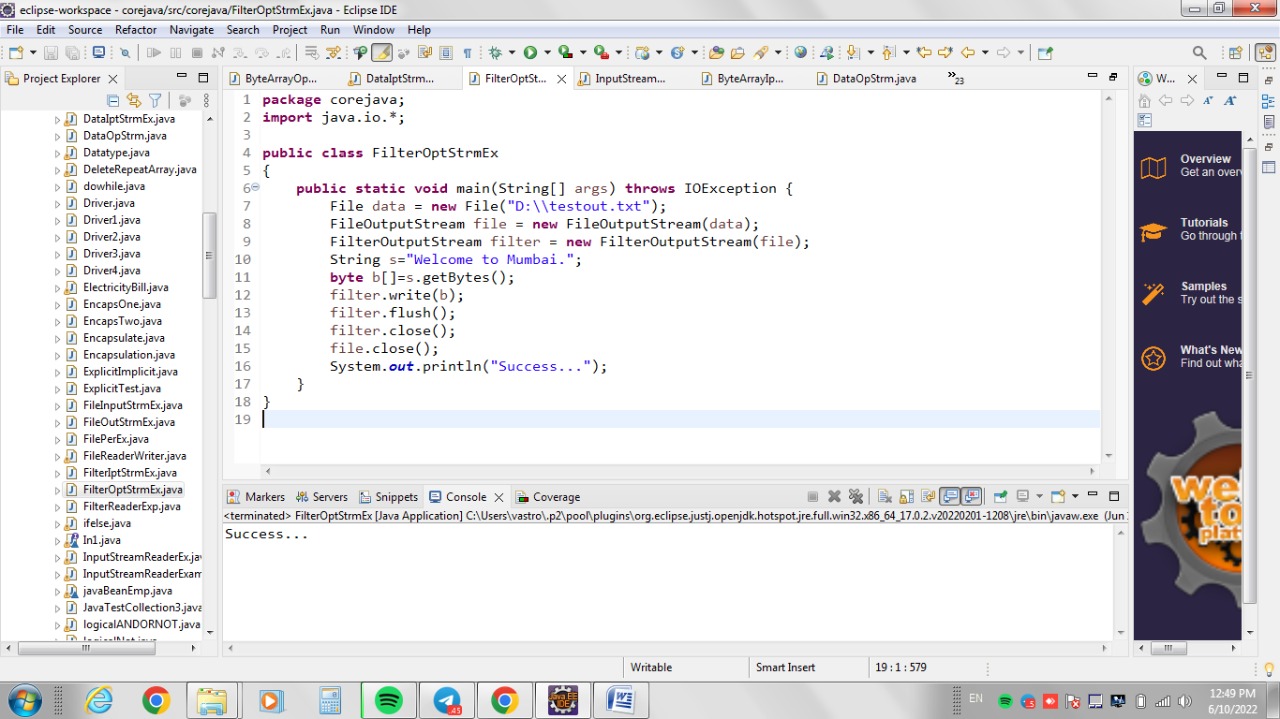 eclipse-workspace - corejava/src/corejava/FilterOptStrmEx.java - Eclipse IDE
File Edit Source Refactor Navigate Search Project Run Window Help
Project Explorer
ByteArrayOp... DataIptStrm... FilterOptSt... InputStream... ByteArrayIp... DataOpStrm.java 23
W...
DataIptStrmEx.java
DataOpStrm.java
Datatype.java
DeleteRepeatArray.java
dowhile.java
Driver.java
Driver1.java
Driver2.java
Driver3.java
Driver4.java
ElectricityBill.java
EncapsOne.java
EncapsTwo.java
Encapsulate.java
Encapsulation.java
ExplicitImplicit.java
ExplicitTest.java
FileInputStrmEx.java
FileOutStrmEx.java
FilePerEx.java
FileReaderWriter.java
FilterIptStrmEx.java
FilterOptStrmEx.java
FilterReaderExp.java
ifelse.java
In1.java
InputStreamReaderEx.jav
InputStreamReaderExam
javaBeanEmp.java
JavaTestCollection3.java
logicalANDORNOT.java
logicalNot.java
1 package corejava;
2 import java.io.*;
3
4 public class FilterOptStrmEx
5 {
6 public static void main(String[] args) throws IOException {
7 File data = new File("D:\\testout.txt");
8 FileOutputStream file = new FileOutputStream(data);
9 FilterOutputStream filter = new FilterOutputStream(file);
10 String s="Welcome to Mumbai.";
11 byte b[]=s.getBytes();
12 filter.write(b);
13 filter.flush();
14 filter.close();
15 file.close();
16 System.out.println("Success...");
17 }
18 }
19
Overview
Get an overv
Tutorials
Go through t
Samples
Try out the s
What's New
Find out wha
Markers Servers Snippets Console Coverage
<terminated> FilterOptStrmEx [Java Application] C:\Users\vastro\.p2\pool\plugins\org.eclipse.justj.openjdk.hotspot.jre.full.win32.x86_64_17.0.2.v20220201-1208\jre\bin\javaw.exe (Jun
Success...
Writable Smart Insert 19 : 1 : 579
.45
Java EE
IDE
EN
12:49 PM
6/10/2022